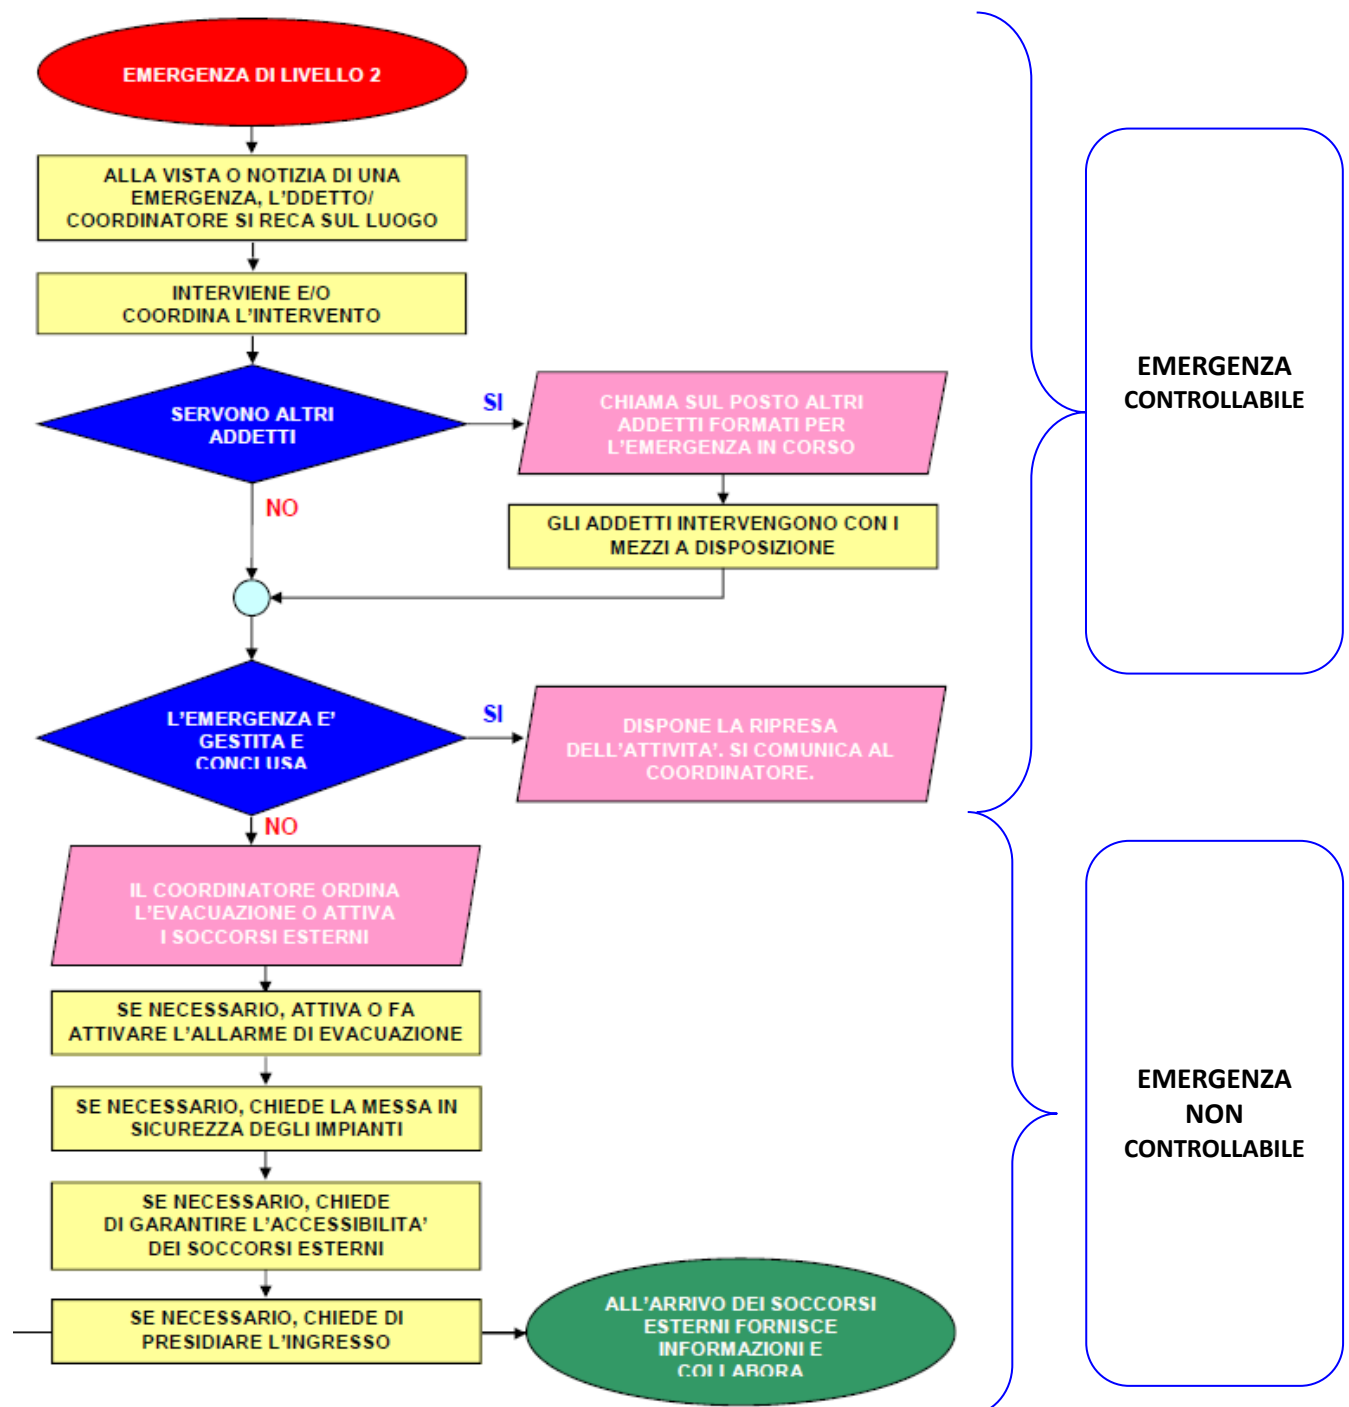 EMERGENZA DI LIVELLO 2
ALLA VISTA O NOTIZIA DI UNA
EMERGENZA, L'DDETTO/
COORDINATORE SI RECA SUL LUOGO
INTERVIENE E/O
COORDINA L'INTERVENTO
SERVONO ALTRI
ADDETTI
SI
CHIAMA SUL POSTO ALTRI
ADDETTI FORMATI PER
L'EMERGENZA IN CORSO
NO
GLI ADDETTI INTERVENGONO CON I
MEZZI A DISPOSIZIONE
L'EMERGENZA E'
GESTITA E
CONCLUSA
SI
DISPONE LA RIPRESA
DELL'ATTIVITA'. SI COMUNICA AL
COORDINATORE.
NO
IL COORDINATORE ORDINA
L'EVACUAZIONE O ATTIVA
I SOCCORSI ESTERNI
SE NECESSARIO, ATTIVA O FA
ATTIVARE L'ALLARME DI EVACUAZIONE
SE NECESSARIO, CHIEDE LA MESSA IN
SICUREZZA DEGLI IMPIANTI
SE NECESSARIO, CHIEDE
DI GARANTIRE L'ACCESSIBILITA'
DEI SOCCORSI ESTERNI
SE NECESSARIO, CHIEDE DI
PRESIDIARE L'INGRESSO
ALL'ARRIVO DEI SOCCORSI
ESTERNI FORNISCE
INFORMAZIONI E
COLLABORA
EMERGENZA
CONTROLLABILE
EMERGENZA
NON
CONTROLLABILE